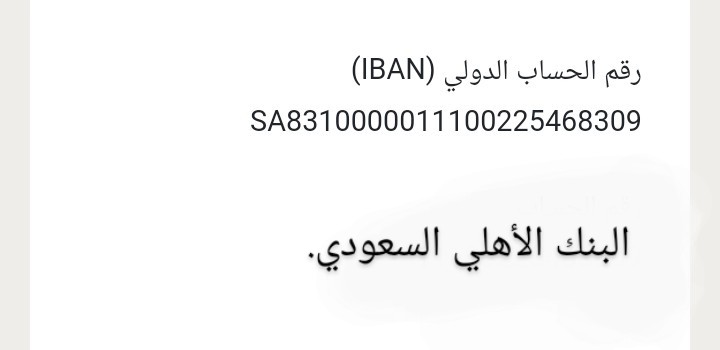 رقم الحساب الدولي (IBAN)
SA8310000011100225468309
البنك الأهلي السعودي.